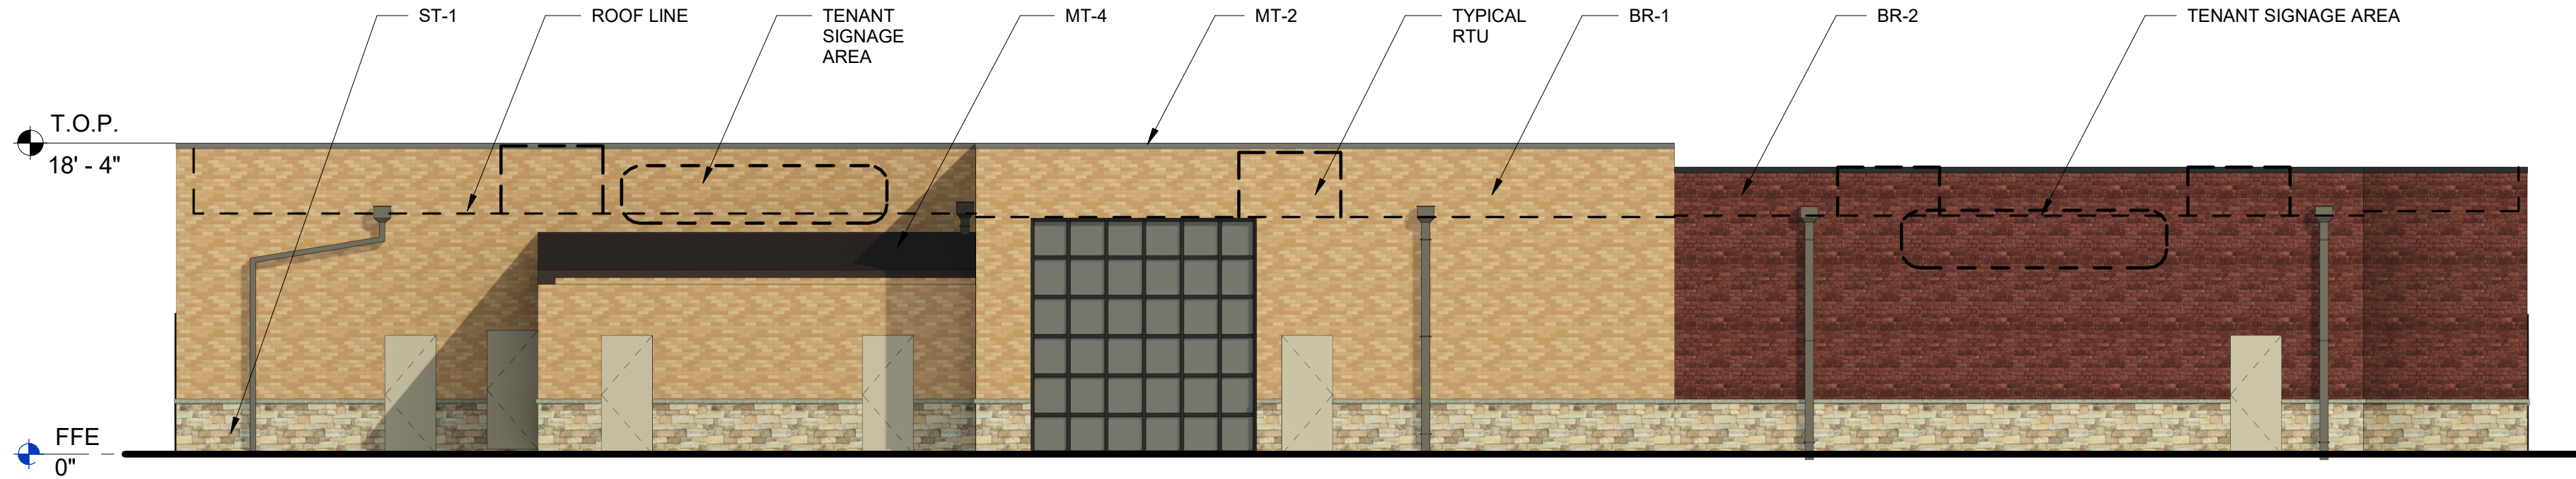 ST-1
ROOF LINE
TENANT
SIGNAGE
AREA
MT-4
MT-2
TYPICAL
RTU
BR-1
BR-2
TENANT SIGNAGE AREA
T.O.P.
18' - 4"
FFE
0"